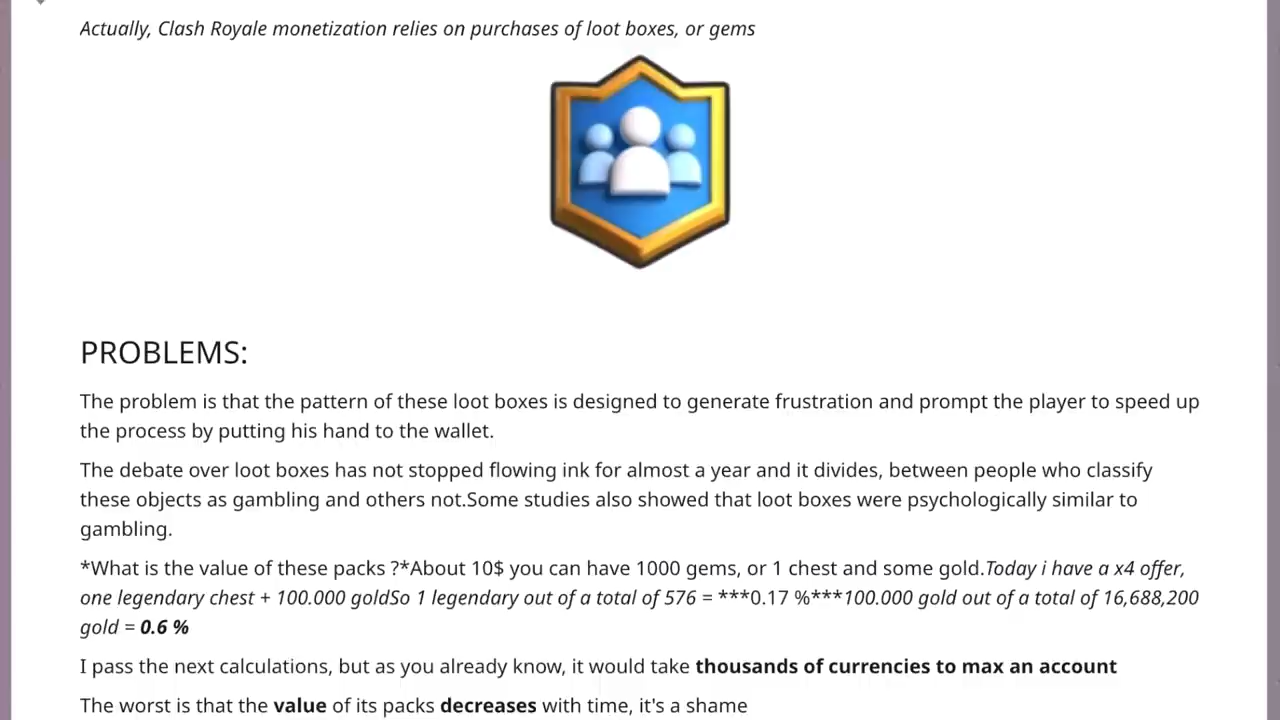 Actually, Clash Royale monetization relies on purchases of loot boxes, or gems
PROBLEMS:
The problem is that the pattern of these loot boxes is designed to generate frustration and prompt the player to speed up
the process by putting his hand to the wallet.
The debate over loot boxes has not stopped flowing ink for almost a year and it divides, between people who classify
these objects as gambling and others not.Some studies also showed that loot boxes were psychologically similar to
gambling.
*What is the value of these packs ?*About 10$ you can have 1000 gems, or 1 chest and some gold.Today i have a x4 offer,
one legendary chest + 100.000 goldSo 1 legendary out of a total of 576 = ***0.17 %***100.000 gold out of a total of 16,688,200
gold = 0.6 %
I pass the next calculations, but as you already know, it would take thousands of currencies to max an account
The worst is that the value of its packs decreases with time, it's a shame